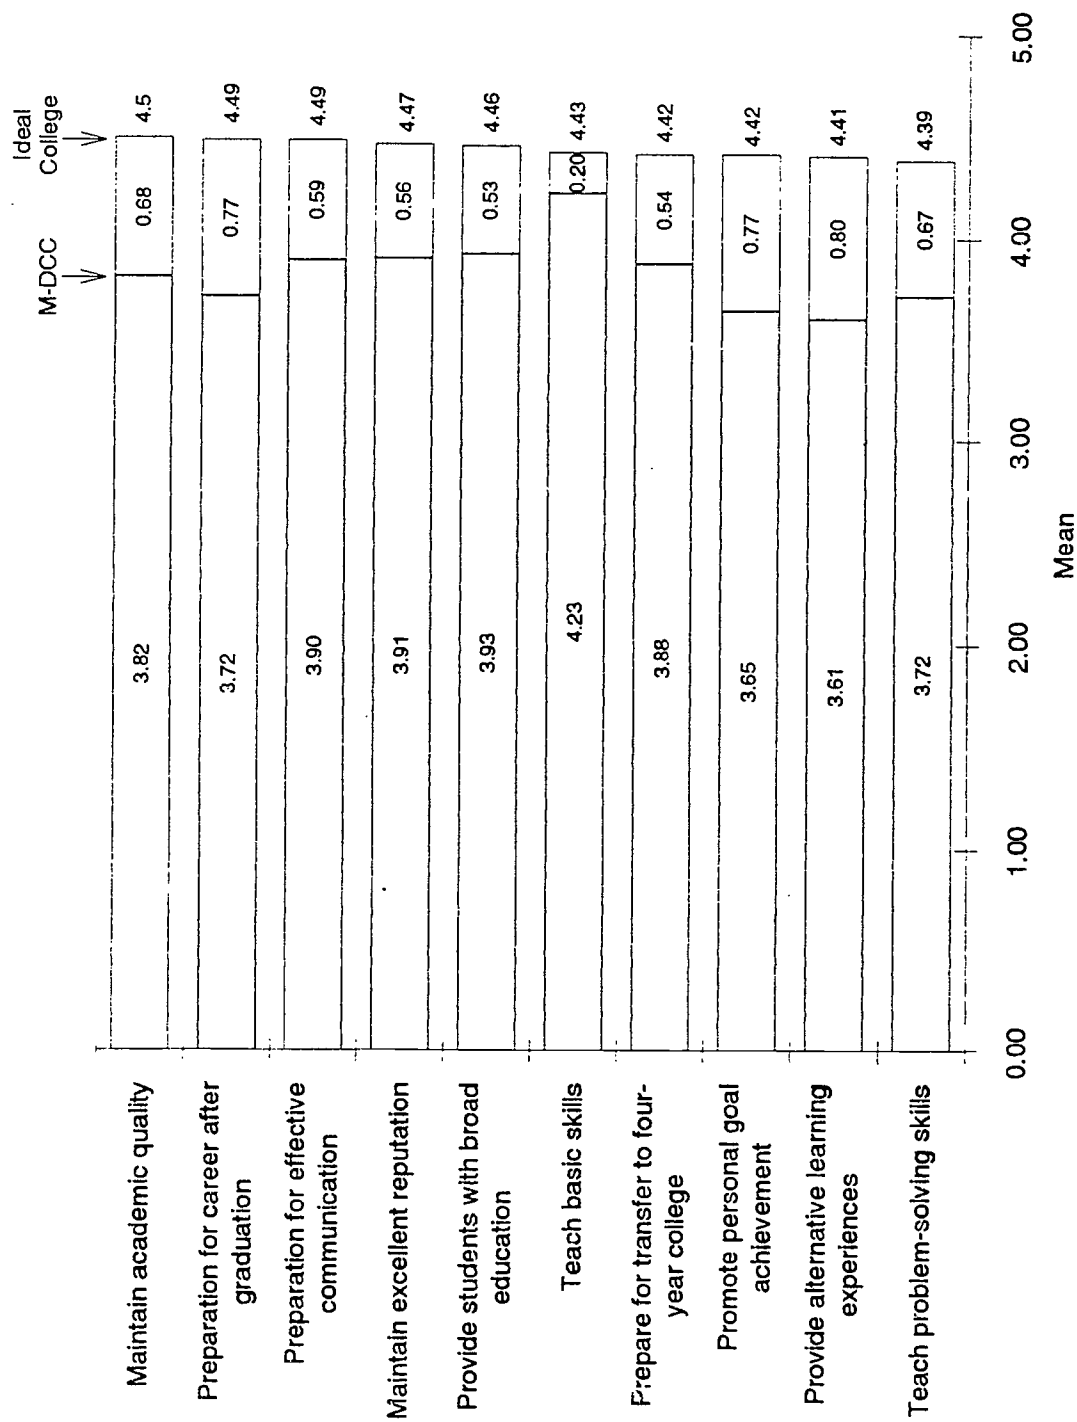 Ideal
College
M-DCC
Maintain academic quality
3.82
0.68
4.5
Preparation for career after
graduation
3.72
0.77
4.49
Preparation for effective
communication
3.90
0.59
4.49
Maintain excellent reputation
3.91
0.56
4.47
Provide students with broad
education
3.93
0.53
4.46
Teach basic skills
4.23
0.20
4.43
Prepare for transfer to four-
year college
3.88
0.54
4.42
Promote personal goal
achievement
3.65
0.77
4.42
Provide alternative learning
experiences
3.61
0.80
4.41
Teach problem-solving skills
3.72
0.67
4.39
0.00
1.00
2.00
3.00
4.00
5.00
Mean